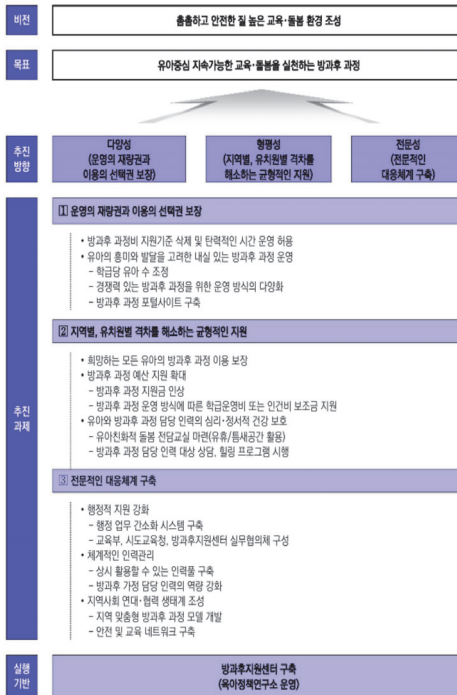 비전
촘촘하고 안전한 질 높은 교육·돌봄 환경 조성
목표
유아중심 지속가능한 교육·돌봄을 실천하는 방과후 과정
추진
방향
다양성
(운영의 재량권과
이용의 선택권 보장)
형평성
(지역별, 유치원별 격차를
해소하는 균형적인 지원)
전문성
(전문적인
대응체계 구축)
추진
과제
1 운영의 재량권과 이용의 선택권 보장
• 방과후 과정비 지원기준 삭제 및 탄력적인 시간 운영 허용
• 유아의 흥미와 발달을 고려한 내실 있는 방과후 과정 운영
– 학급당 유아 수 조정
– 경쟁력 있는 방과후 과정을 위한 운영 방식의 다양화
– 방과후 과정 포털사이트 구축
2 지역별, 유치원별 격차를 해소하는 균형적인 지원
• 희망하는 모든 유아의 방과후 과정 이용 보장
• 방과후 과정 예산 지원 확대
– 방과후 과정 지원금 인상
– 방과후 과정 운영 방식에 따른 학급운영비 또는 인건비 보조금 지원
• 유아와 방과후 과정 담당 인력의 심리·정서적 건강 보호
– 유아친화적 돌봄 전담교실 마련(유휴/틈새공간 활용)
– 방과후 과정 담당 인력 대상 상담, 힐링 프로그램 시행
3 전문적인 대응체계 구축
• 행정적 지원 강화
– 행정 업무 간소화 시스템 구축
– 교육부, 시도교육청, 방과후지원센터 실무협의체 구성
• 체계적인 인력관리
– 상시 활용할 수 있는 인력풀 구축
– 방과후 가정 담당 인력의 역량 강화
• 지역사회 연대·협력 생태계 조성
– 지역 맞춤형 방과후 과정 모델 개발
– 안전 및 교육 네트워크 구축
실행
기반
방과후지원센터 구축
(육아정책연구소 운영)